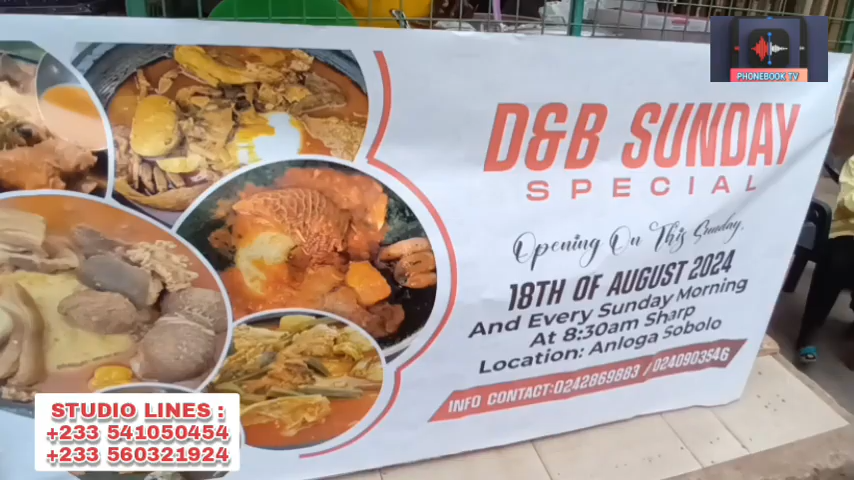 PHONEBOOK TV
D&B SUNDAY
SPECIAL
Opening On This Sunday,
18TH OF AUGUST 2024
And Every Sunday Morning
At 8:30am Sharp
Location: Anloga Sobolo
INFO CONTACT:0242869883 /0240903546
STUDIO LINES :
+233 541050454
+233 560321924